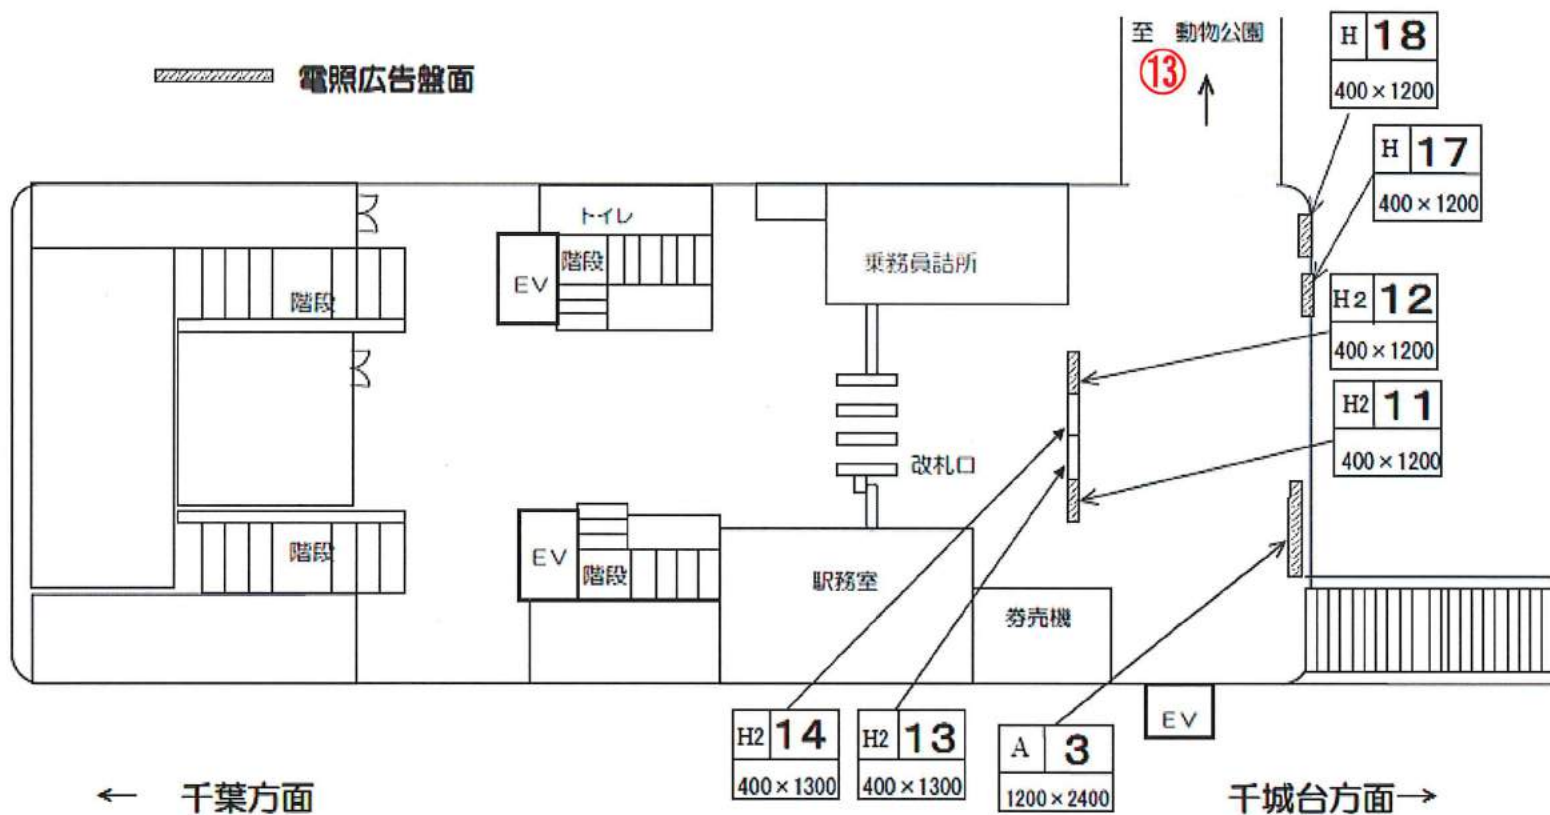 電照広告盤面
至 動物公園
⑬
↑
H 18
400×1200
H 17
400×1200
H2 12
400×1200
H2 11
400×1200
トイレ
階段
EV
乗務員詰所
階段
改札口
階段
EV
階段
駅務室
券売機
EV
H2 14
400×1300
H2 13
400×1300
A 3
1200×2400
← 千葉方面
千城台方面→